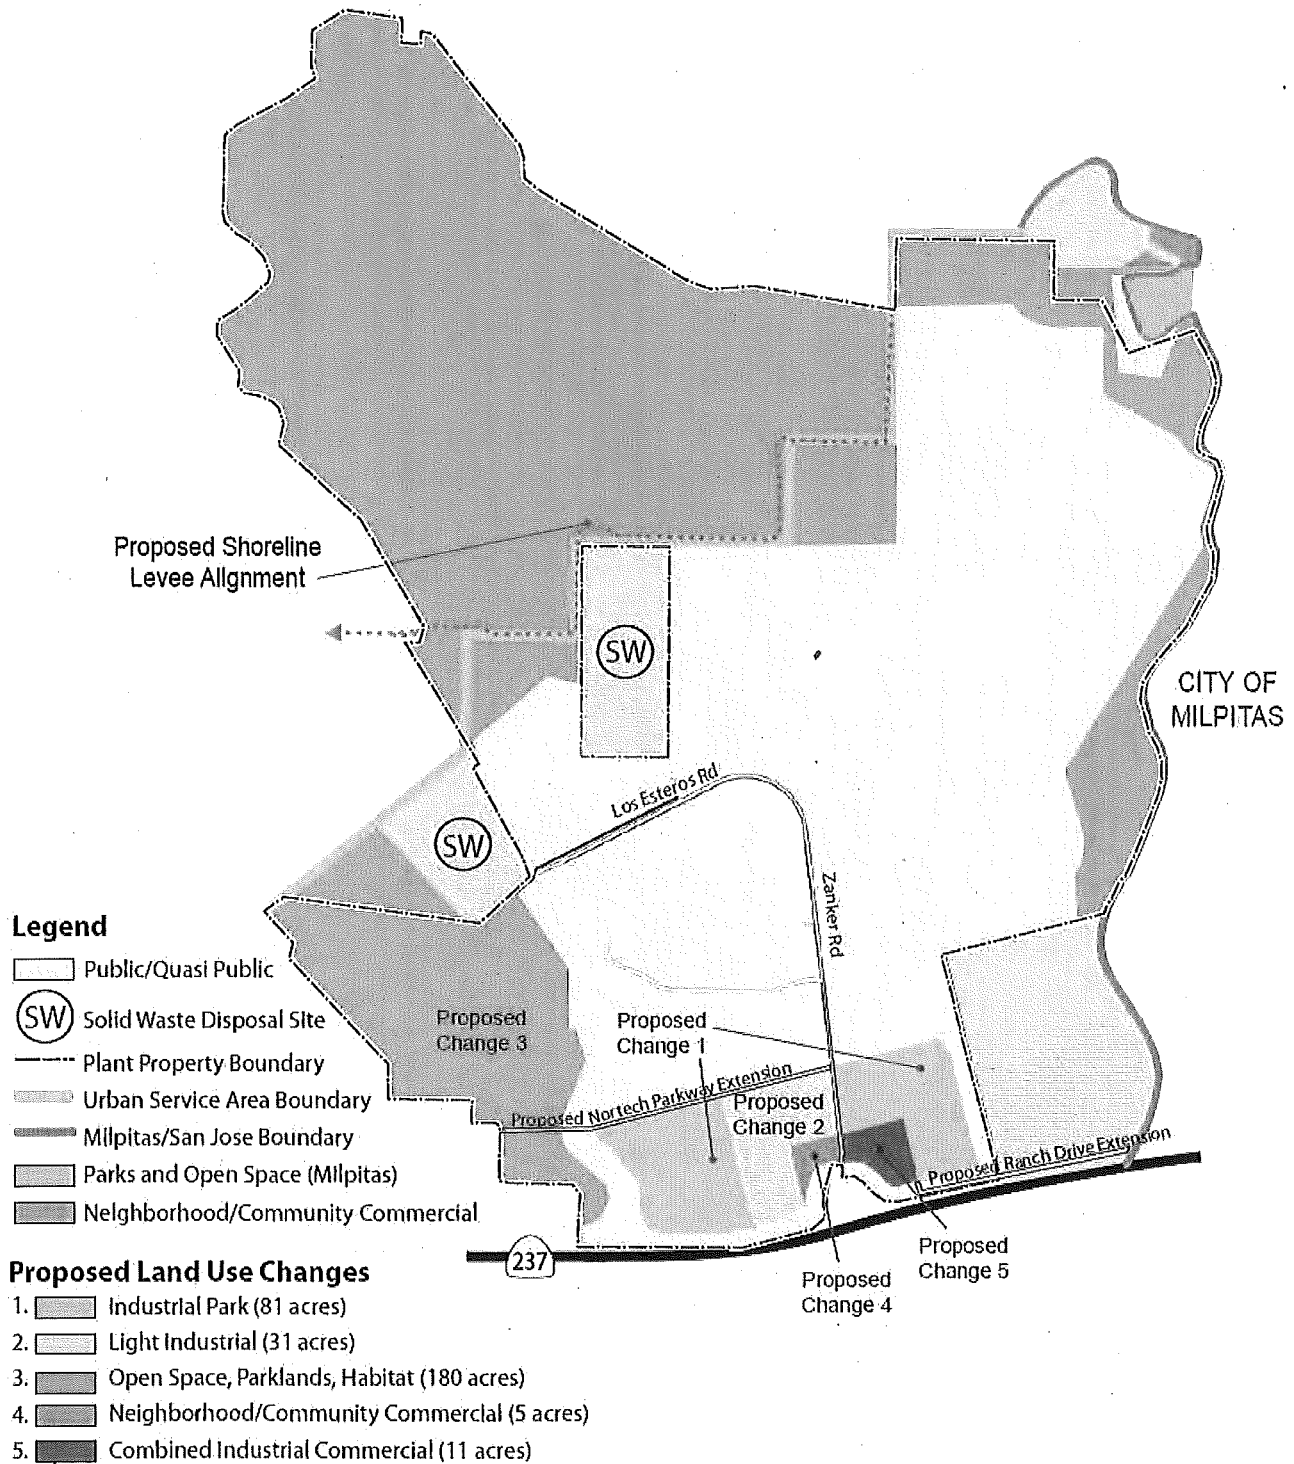 Proposed Shoreline
Levee Alignment
SW
CITY OF
MILPITAS
Los Esteros Rd
SW
Zanker Rd
Legend
Public/Quasi Public
SW Solid Waste Disposal Site
Plant Property Boundary
Urban Service Area Boundary
Milpitas/San Jose Boundary
Parks and Open Space (Milpitas)
Neighborhood/Community Commercial
Proposed
Change 3
Proposed
Change 1
Proposed Nortech Parkway Extension
Proposed
Change 2
Proposed Ranch Drive Extension
237
Proposed
Change 5
Proposed
Change 4
Proposed Land Use Changes
1. Industrial Park (81 acres)
2. Light Industrial (31 acres)
3. Open Space, Parklands, Habitat (180 acres)
4. Neighborhood/Community Commercial (5 acres)
5. Combined Industrial Commercial (11 acres)